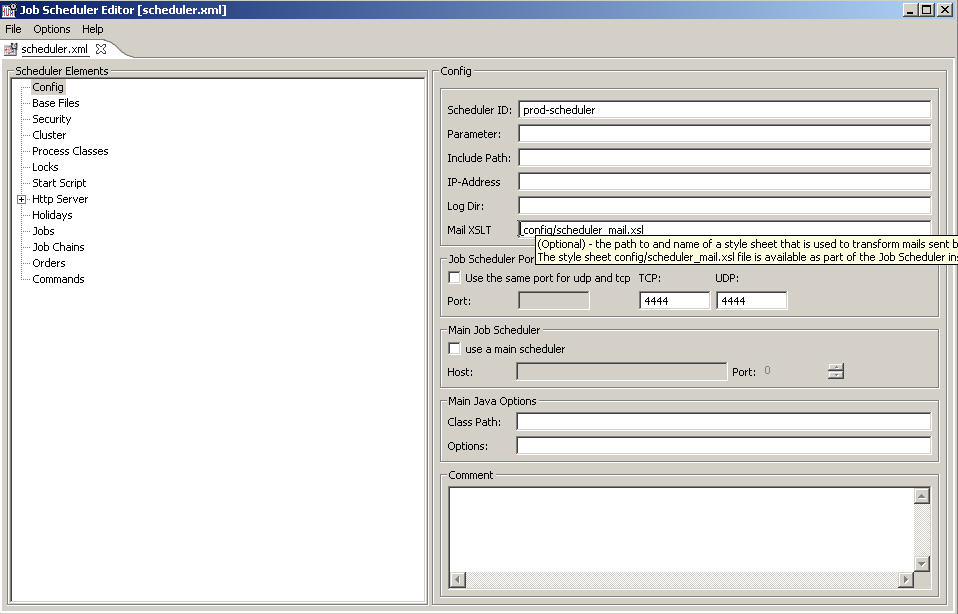 Job Scheduler Editor [scheduler.xml]
File Options Help
scheduler.xml
Scheduler Elements
Config
Base Files
Security
Cluster
Process Classes
Locks
Start Script
Http Server
Holidays
Jobs
Job Chains
Orders
Commands
Config
Scheduler ID: prod-scheduler
Parameter:
Include Path:
IP-Address
Log Dir:
Mail XSLT config/scheduler_mail.xsl
(Optional) - the path to and name of a style sheet that is used to transform mails sent b
The style sheet config/scheduler_mail.xsl file is available as part of the Job Scheduler ins
Job Scheduler Por
Use the same port for udp and tcp TCP: UDP:
Port: 4444 4444
Main Job Scheduler
use a main scheduler
Host: Port: 0
Main Java Options
Class Path:
Options:
Comment